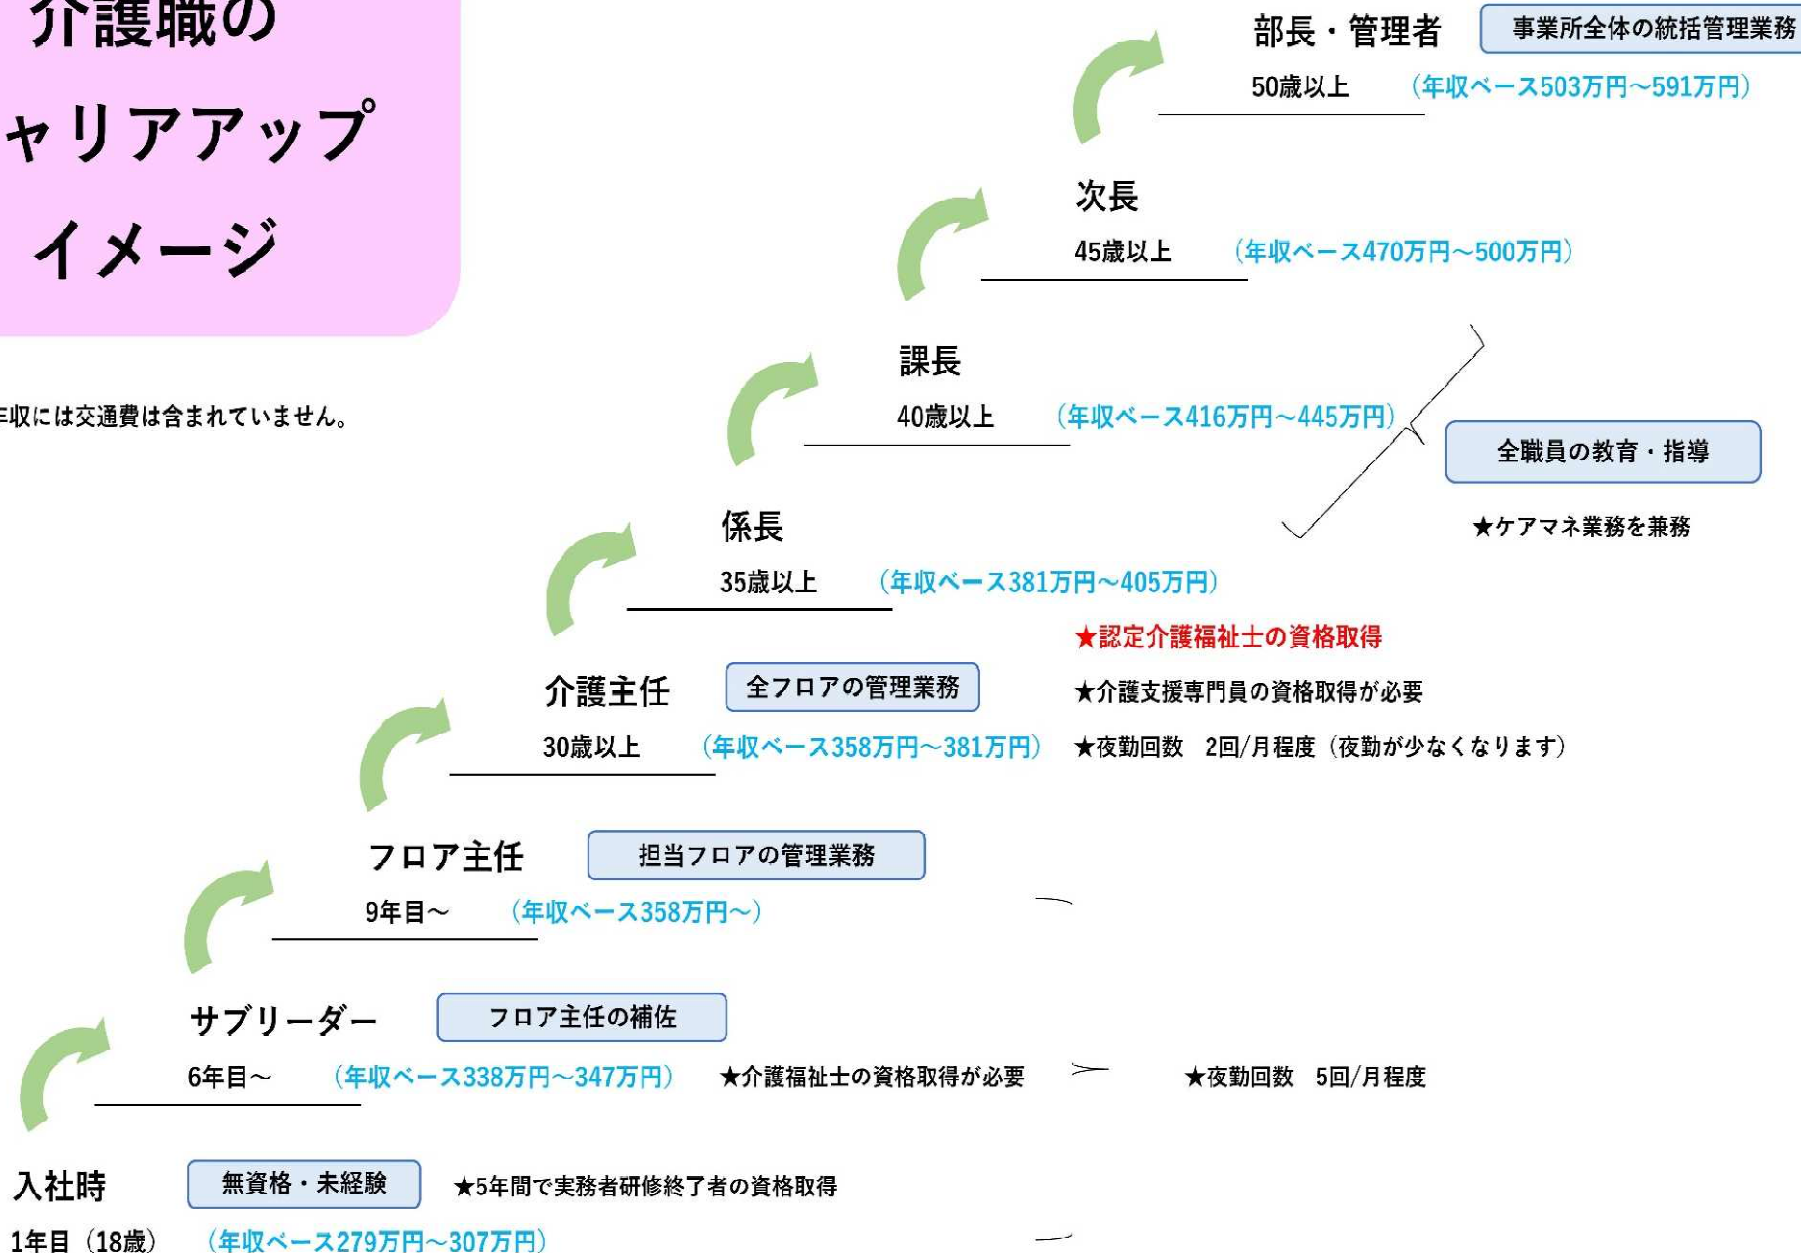 介護職の
ャリアアップ
イメージ
年収には交通費は含まれていません。
部長・管理者 事業所全体の統括管理業務
50歳以上 （年収ベース503万円～591万円）
次長
45歳以上 （年収ベース470万円～500万円）
課長
40歳以上 （年収ベース416万円～445万円）
全職員の教育・指導
★ケアマネ業務を兼務
係長
35歳以上 （年収ベース381万円～405万円）
★認定介護福祉士の資格取得
介護主任 全フロアの管理業務 ★介護支援専門員の資格取得が必要
30歳以上 （年収ベース358万円～381万円） ★夜勤回数 2回/月程度（夜勤が少なくなります）
フロア主任 担当フロアの管理業務
9年目～ （年収ベース358万円～）
サブリーダー フロア主任の補佐
6年目～ （年収ベース338万円～347万円） ★介護福祉士の資格取得が必要 ★夜勤回数 5回/月程度
入社時 無資格・未経験 ★5年間で実務者研修終了者の資格取得
1年目（18歳） （年収ベース279万円～307万円）